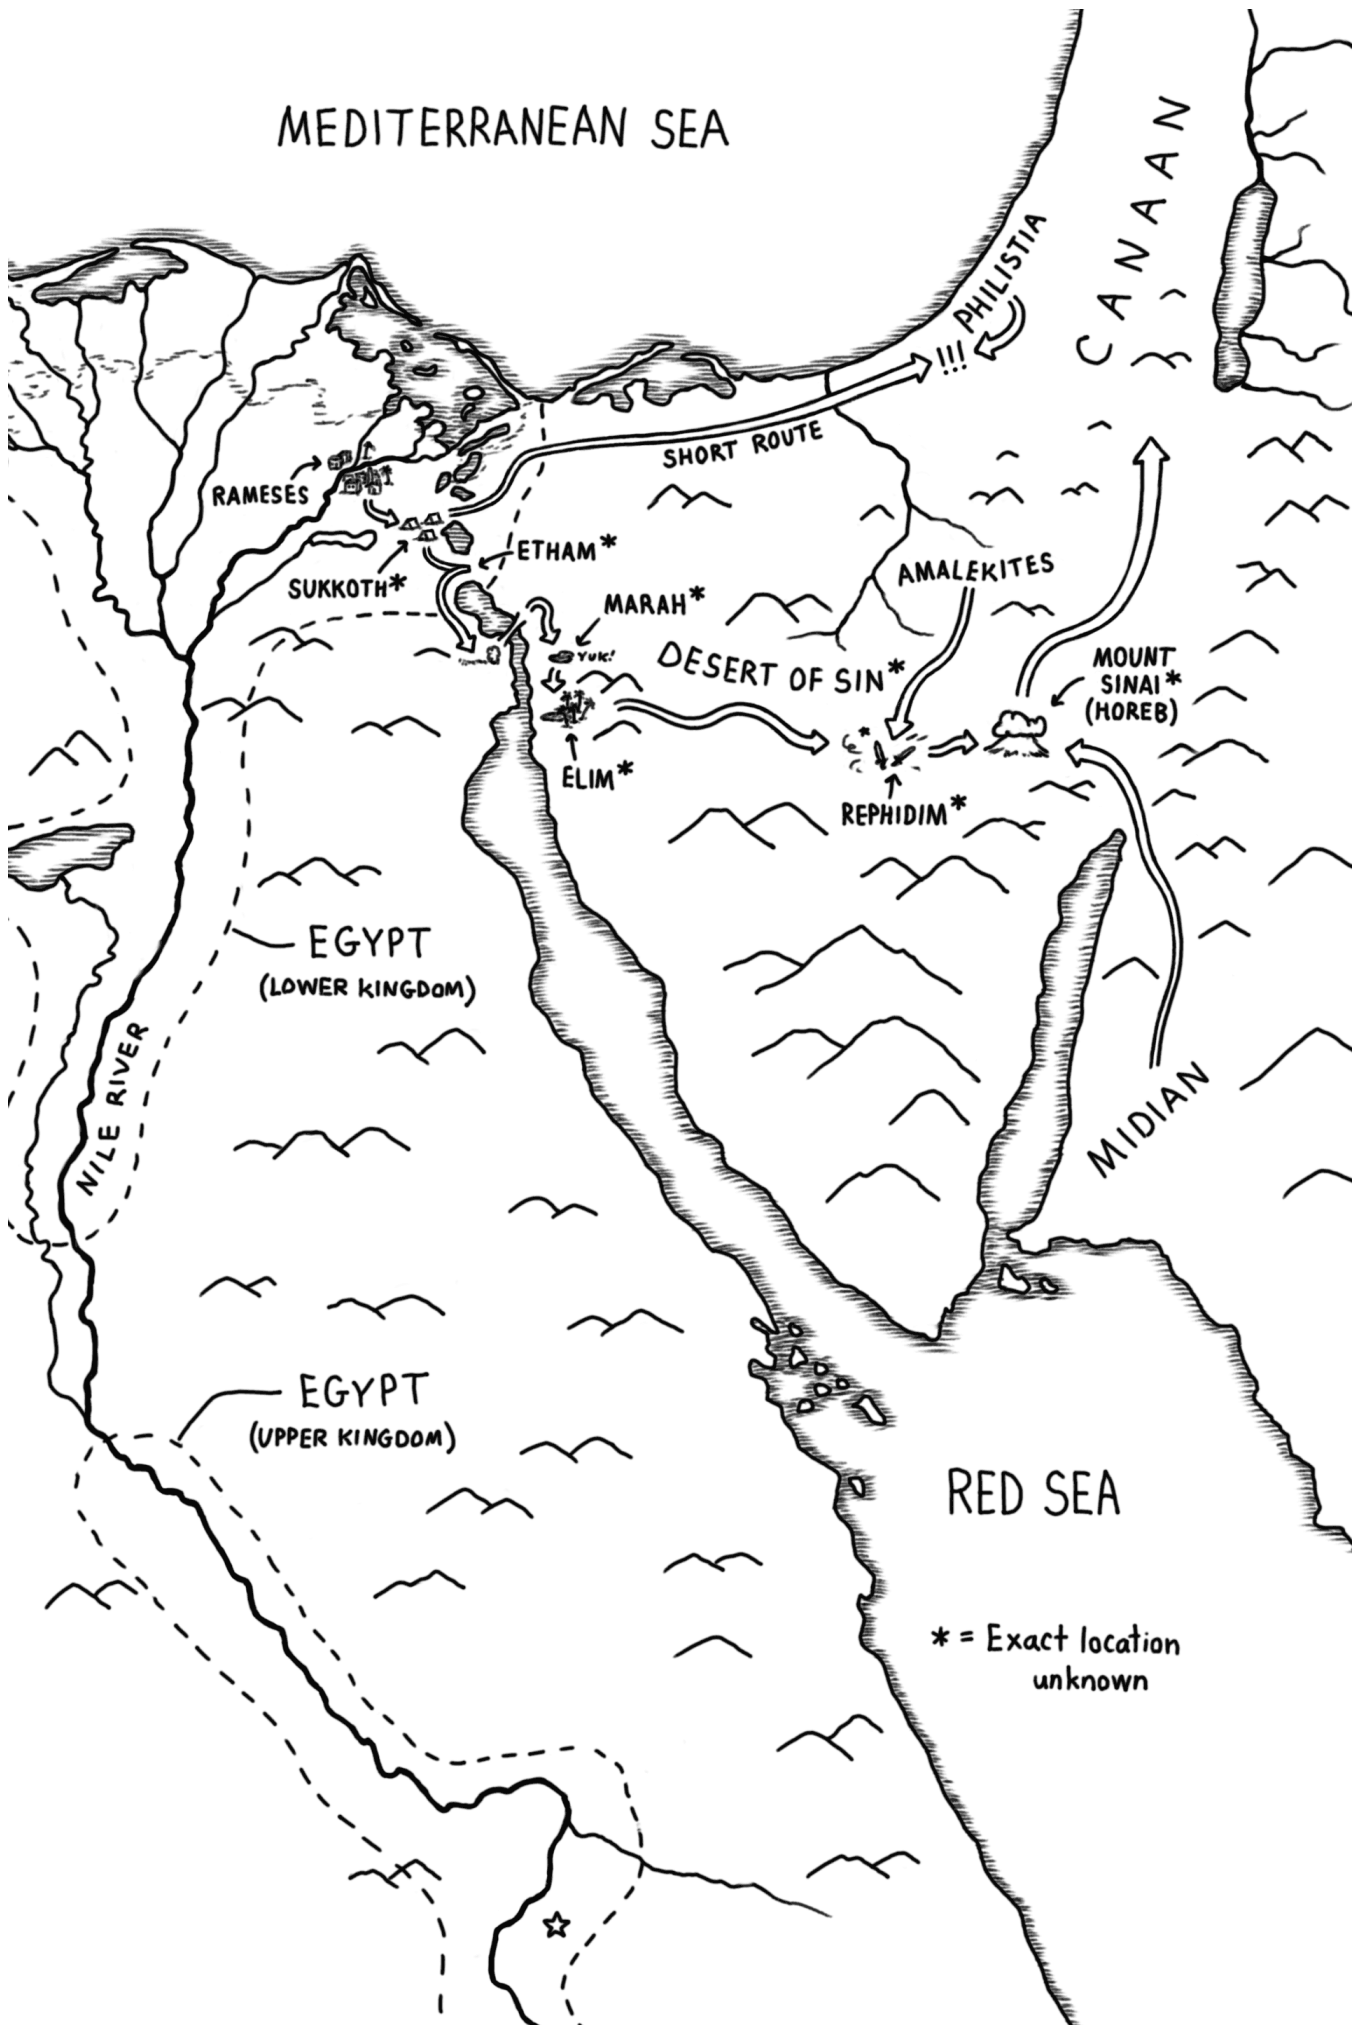 MEDITERRANEAN SEA
CANAAN
PHILISTIA
!!!
SHORT ROUTE
RAMESES
SUKKOTH*
ETHAM*
MARAH*
YUK!
AMALEKITES
DESERT OF SIN*
MOUNT
SINAI*
(HOREB)
ELIM*
REPHIDIM*
EGYPT
(LOWER KINGDOM)
NILE RIVER
MIDIAN
EGYPT
(UPPER KINGDOM)
RED SEA
* = Exact location
unknown